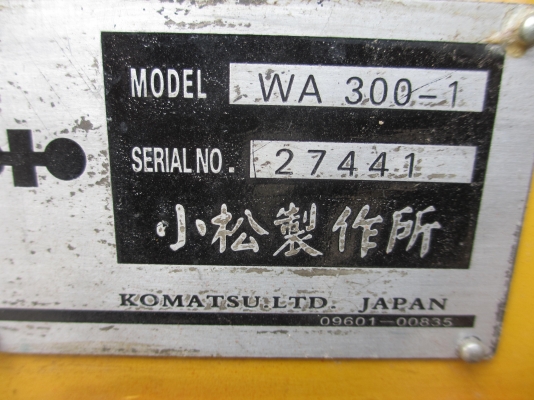 MODEL WA 300-1
SERIAL NO. 27441
小松製作所
KOMATSU,LTD. JAPAN
09601-00835